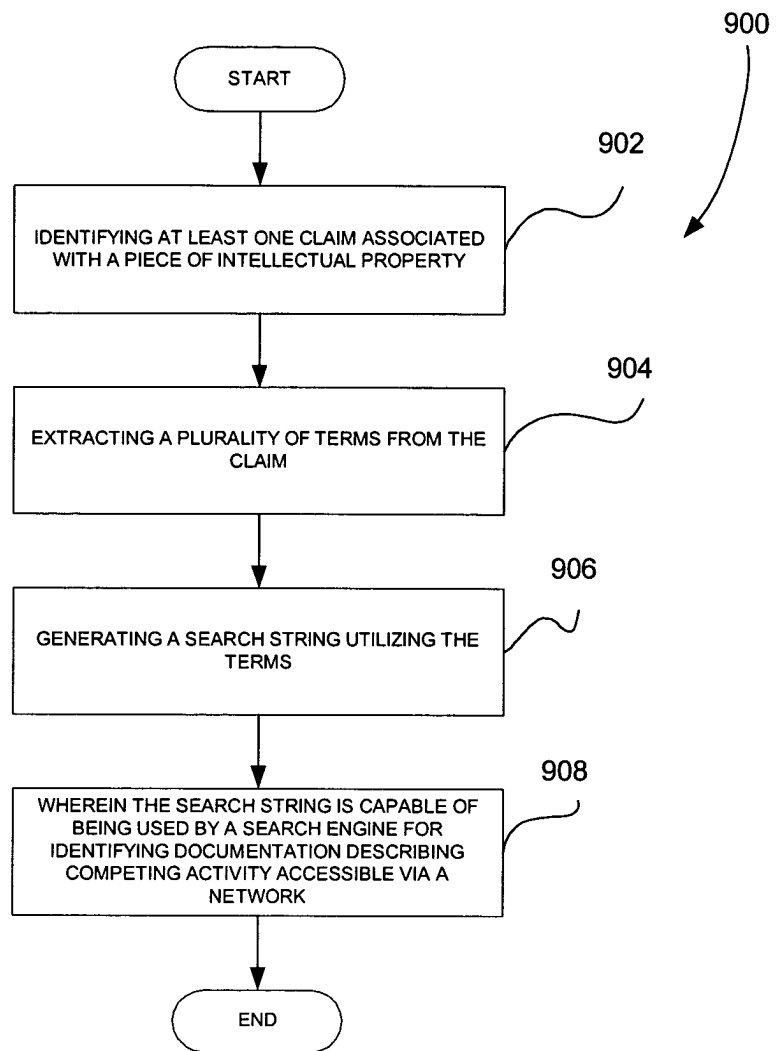 900
START
902
IDENTIFYING AT LEAST ONE CLAIM ASSOCIATED
WITH A PIECE OF INTELLECTUAL PROPERTY
904
EXTRACTING A PLURALITY OF TERMS FROM THE
CLAIM
906
GENERATING A SEARCH STRING UTILIZING THE
TERMS
908
WHEREIN THE SEARCH STRING IS CAPABLE OF
BEING USED BY A SEARCH ENGINE FOR
IDENTIFYING DOCUMENTATION DESCRIBING
COMPETING ACTIVITY ACCESSIBLE VIA A
NETWORK
END